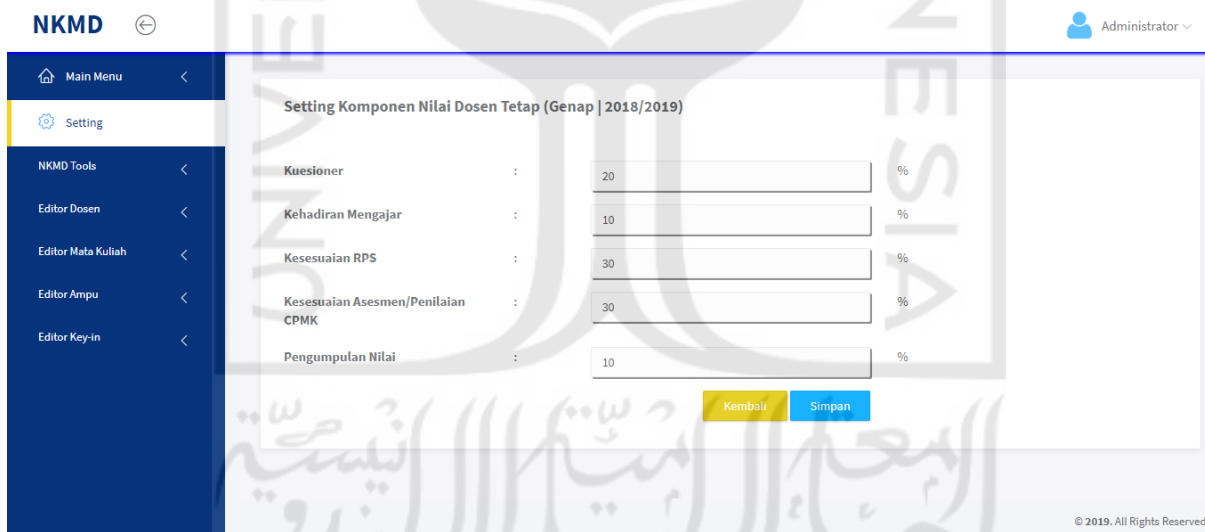 NKMD
Administrator
Main Menu
Setting
NKMD Tools
Editor Dosen
Editor Mata Kuliah
Editor Ampu
Editor Key-in
Setting Komponen Nilai Dosen Tetap (Genap | 2018/2019)
Kuesioner : 20 %
Kehadiran Mengajar : 10 %
Kesesuaian RPS : 30 %
Kesesuaian Asesmen/Penilaian : 30 %
CPMK
Pengumpulan Nilai : 10 %
Kembali Simpan
© 2019. All Rights Reserved